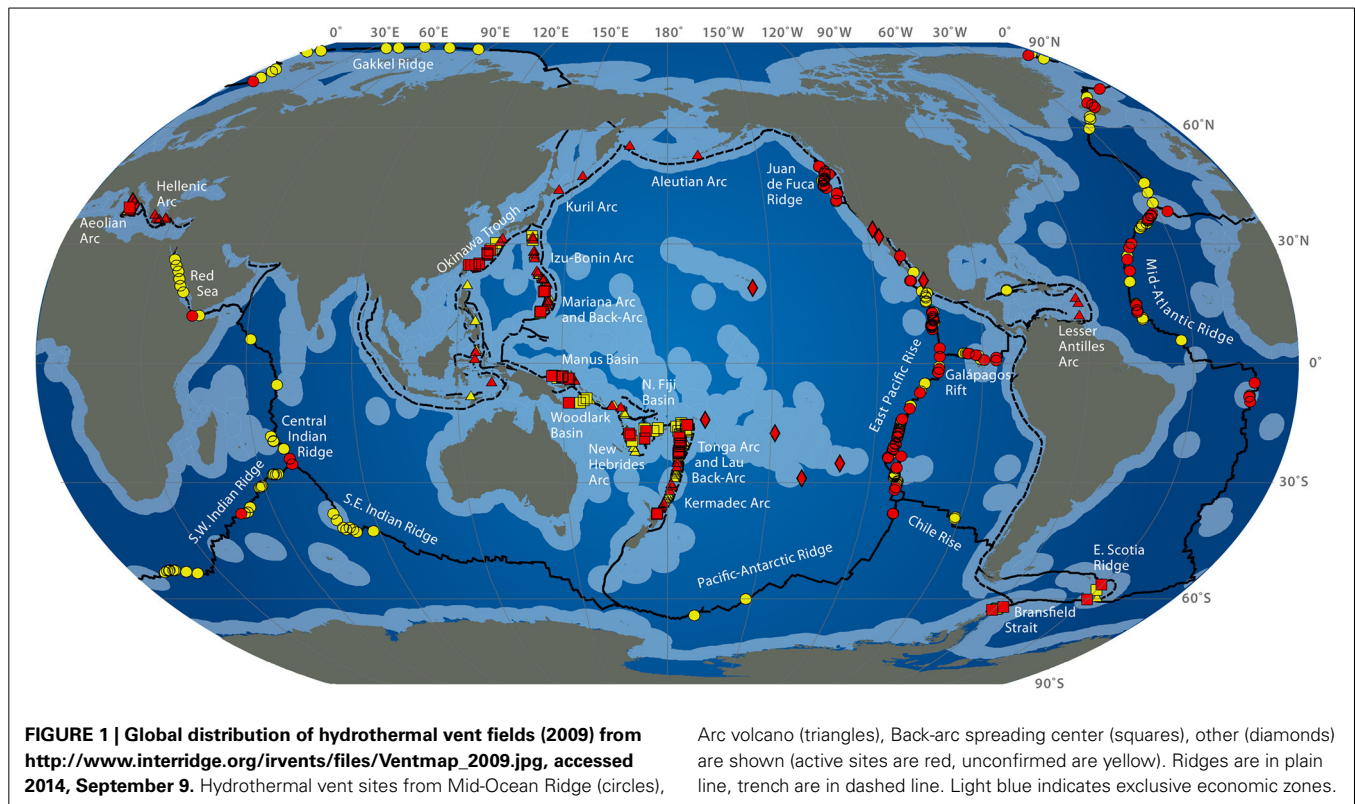 0° 30°E 60°E 90°E 120°E 150°E 180°E 150°W 120°W 90°W 60°W 30°W 0°
90°N
Gakkel Ridge
60°N
Hellenic
Arc
Aeolian
Arc
Aleutian Arc
Juan
de Fuca
Ridge
Kuril Arc
Okinawa Trough
30°N
Izu-Bonin Arc
Red
Sea
Mariana Arc
and Back-Arc
Mid-Atlantic Ridge
Lesser
Antilles
Arc
Manus Basin
0°
Galápagos
Rift
East Pacific Rise
N. Fiji
Basin
Woodlark
Basin
Central
Indian
Ridge
New
Hebrides
Arc
Tonga Arc
and Lau
Back-Arc
30°S
S.W. Indian Ridge
S.E. Indian Ridge
Kermadec Arc
Chile Rise
Pacific-Antarctic Ridge
E. Scotia
Ridge
60°S
Bransfield
Strait
90°S
FIGURE 1 | Global distribution of hydrothermal vent fields (2009) from
http://www.interridge.org/irvents/files/Ventmap_2009.jpg, accessed
2014, September 9. Hydrothermal vent sites from Mid-Ocean Ridge (circles),
Arc volcano (triangles), Back-arc spreading center (squares), other (diamonds)
are shown (active sites are red, unconfirmed are yellow). Ridges are in plain
line, trench are in dashed line. Light blue indicates exclusive economic zones.